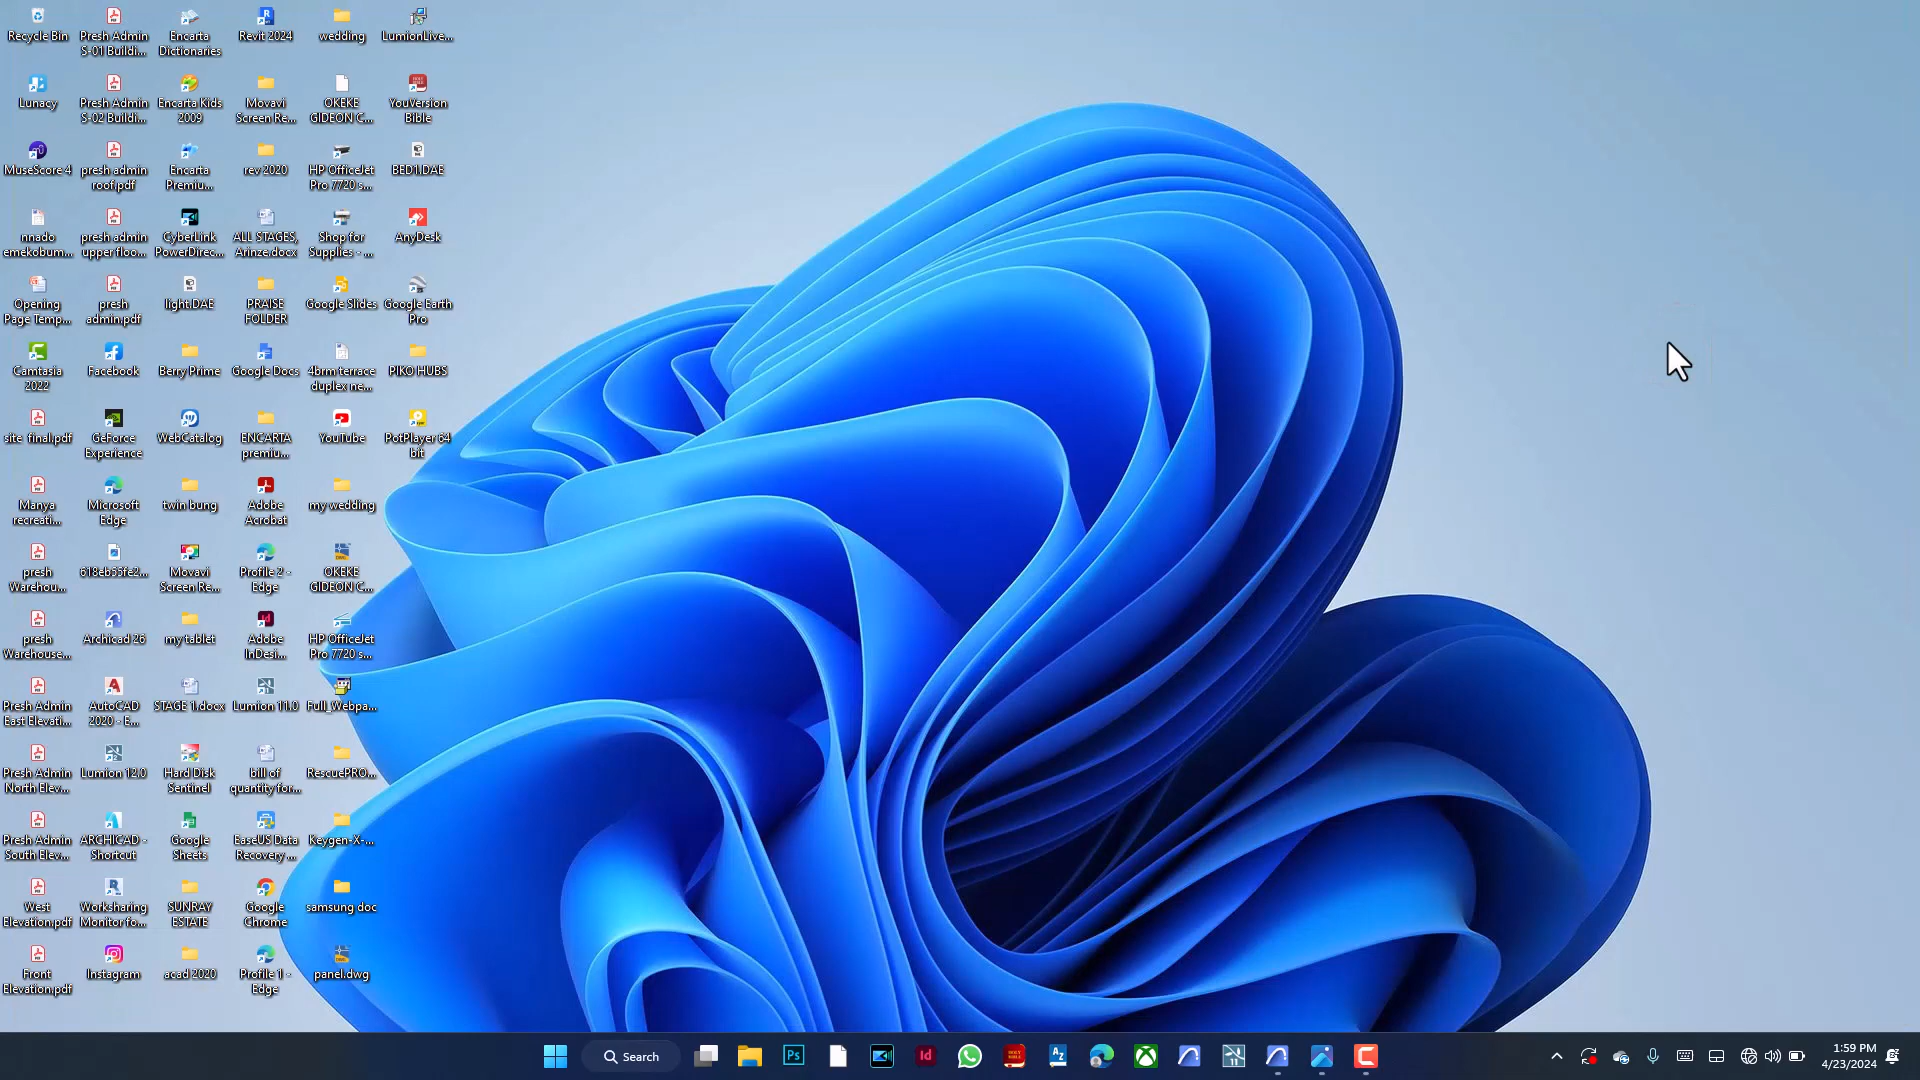 Recycle Bin
Lunacy
MuseScore 4
nnado
emekobum...
Opening
Page Temp...
Camtasia
2022
site final.pdf
Manya
recreati...
presh
Warehou...
presh
Warehouse...
Presh Admin
East Elevati...
Presh Admin
North Elev...
Presh Admin
South Elev...
West
Elevation.pdf
Front
Elevation.pdf
Presh Admin
S-01 Buildi...
Presh Admin
S-02 Buildi...
presh admin
roof.pdf
presh admin
upper floo...
presh
admin.pdf
Facebook
GeForce
Experience
Microsoft
Edge
618eb33fe2...
Archicad 26
AutoCAD
2020 - E...
Lumion 12.0
ARCHICAD -
Shortcut
Worksharing
Monitor fo...
Instagram
Encarta
Dictionaries
Encarta Kids
2009
Encarta
Premiu...
CyberLink
PowerDirec...
light.DAE
Berry Prime
WebCatalog
twin bung
Movavi
Screen Re...
my tablet
STAGE 1.docx
Hard Disk
Sentinel
Google
Sheets
SUNRAY
ESTATE
acad 2020
Revit 2024
Movavi
Screen Re...
rev 2020
ALL STAGES,
Arinze.docx
PRAISE
FOLDER
Google Docs
ENCARTA
premiu...
Adobe
Acrobat
Profile 2 -
Edge
Adobe
InDesi...
Lumion 11.0
bill of
quantity for...
EaseUS Data
Recovery ...
Google
Chrome
Profile 1 -
Edge
wedding
OKEKE
GIDEON C...
HP OfficeJet
Pro 7720 s...
Shop for
Supplies - ...
Google Slides
4brm terrace
duplex ne...
YouTube
my wedding
OKEKE
GIDEON C...
HP OfficeJet
Pro 7720 s...
Full_Webpa...
RescuePRO...
Keygen-X-...
samsung doc
panel.dwg
LumionLive...
YouVersion
Bible
BED1.DAE
AnyDesk
Google Earth
Pro
PIKO HUBS
PotPlayer 64
bit
Search
1:59 PM
4/23/2024